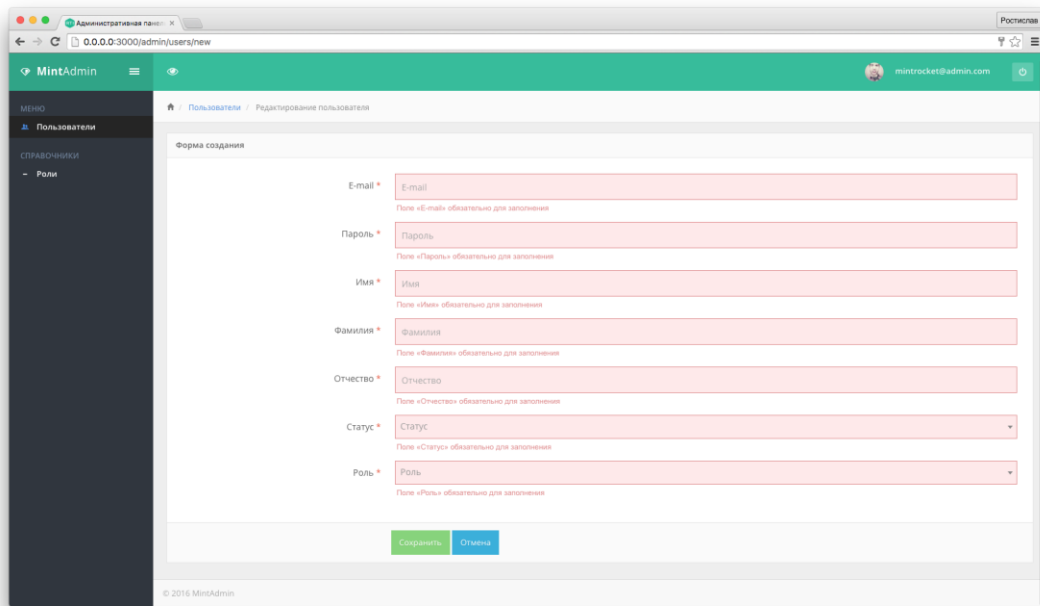 Административная панел
Ростислав
0.0.0.0:3000/admin/users/new
MintAdmin
mintrocket@admin.com
МЕНЮ
Пользователи
СПРАВОЧНИКИ
Роли
/ Пользователи / Редактирование пользователя
Форма создания
E-mail *
E-mail
Поле «E-mail» обязательно для заполнения
Пароль *
Пароль
Поле «Пароль» обязательно для заполнения
Имя *
Имя
Поле «Имя» обязательно для заполнения
Фамилия *
Фамилия
Поле «Фамилия» обязательно для заполнения
Отчество *
Отчество
Поле «Отчество» обязательно для заполнения
Статус *
Статус
Поле «Статус» обязательно для заполнения
Роль *
Роль
Поле «Роль» обязательно для заполнения
Сохранить
Отмена
© 2016 MintAdmin